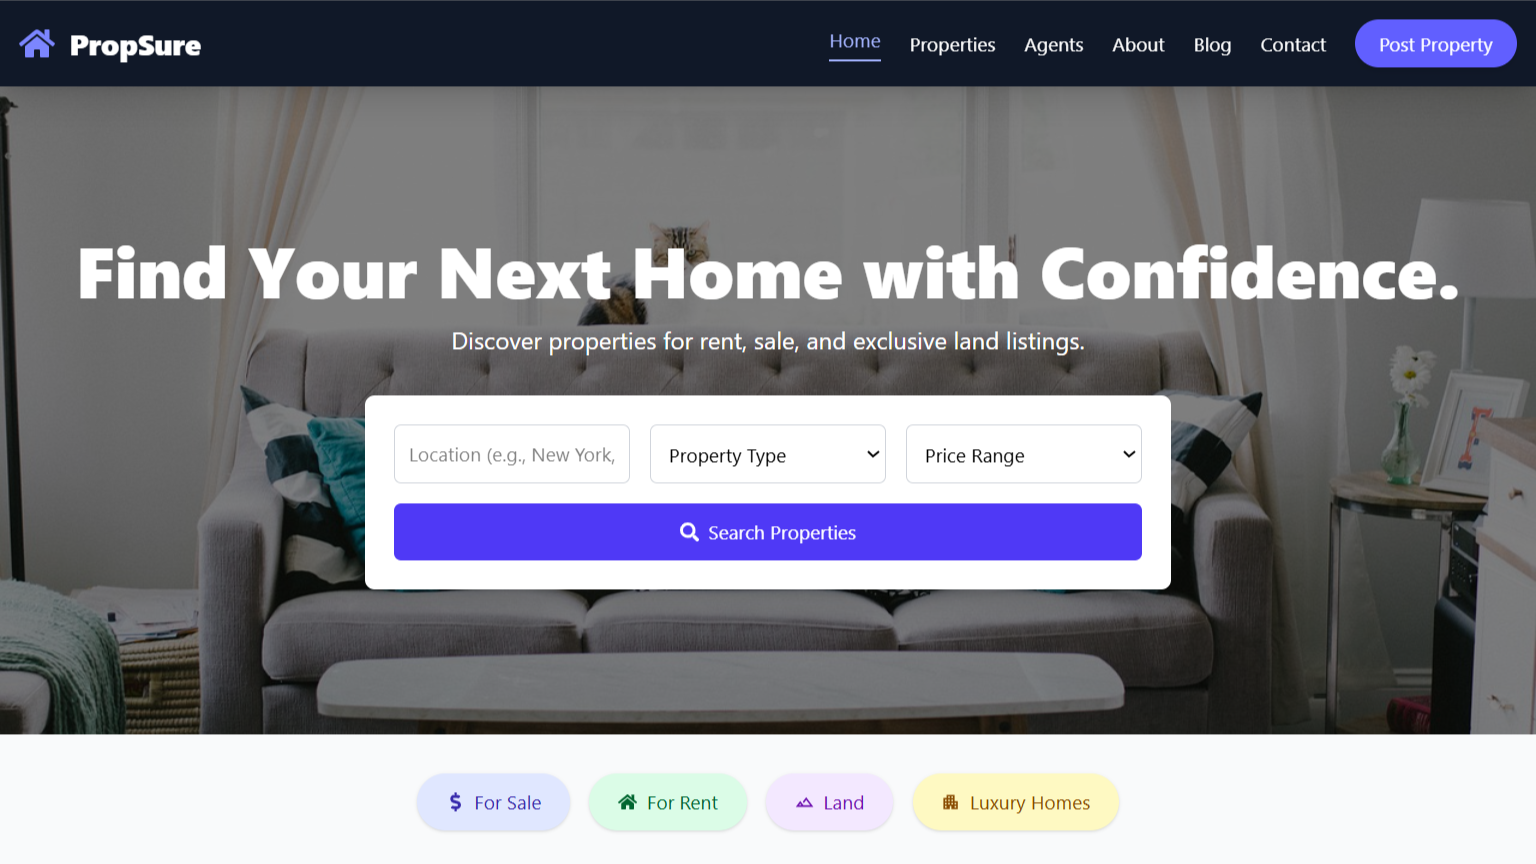 PropSure
Home Properties Agents About Blog Contact Post Property
Find Your Next Home with Confidence.
Discover properties for rent, sale, and exclusive land listings.
Location (e.g., New York, Property Type Price Range
Search Properties
For Sale For Rent Land Luxury Homes